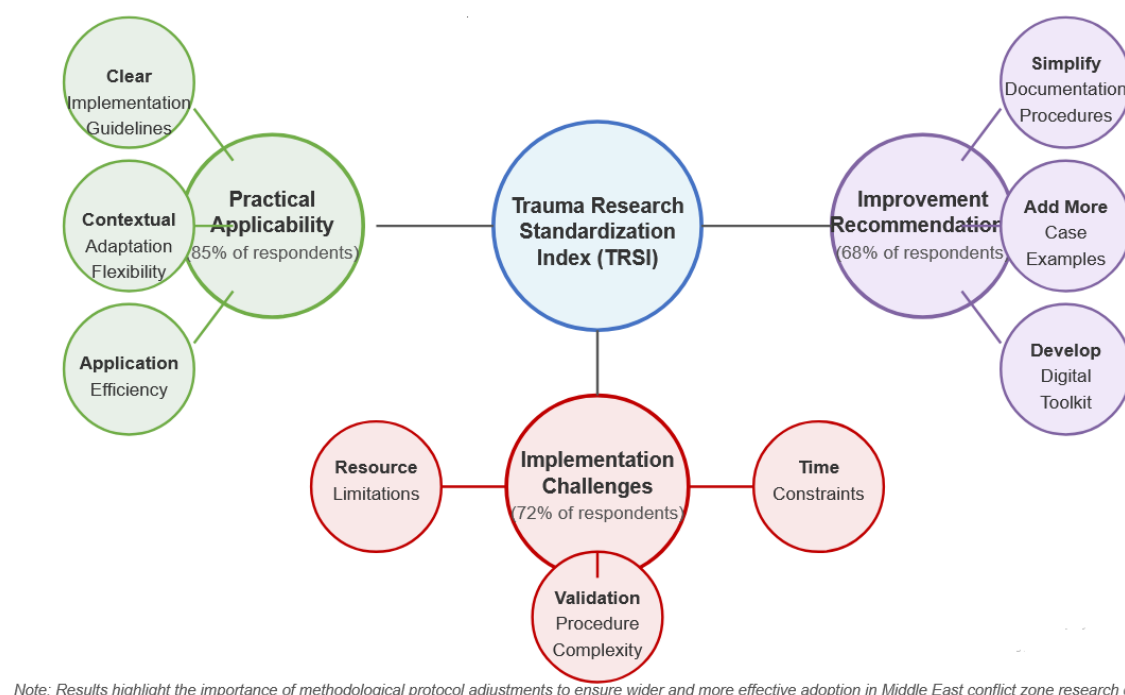 Clear
Implementation
Guidelines
Contextual
Adaptation
Flexibility
Application
Efficiency
Practical
Applicability
(85% of respondents)
Trauma Research
Standardization
Index (TRSI)
Improvement
Recommendation
(68% of respondents
Simplify
Documentation
Procedures
Add More
Case
Examples
Develop
Digital
Toolkit
Resource
Limitations
Implementation
Challenges
(72% of respondents)
Time
Constraints
Validation
Procedure
Complexity
Note: Results highlight the importance of methodological protocol adjustments to ensure wider and more effective adoption in Middle East conflict zone research